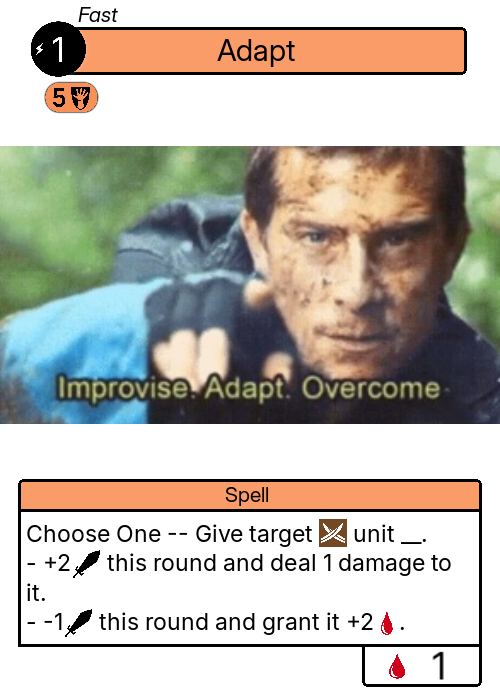 Fast
1
Adapt
5
Improvise. Adapt. Overcome
Spell
Choose One -- Give target unit __.
- +2 this round and deal 1 damage to
it.
- -1 this round and grant it +2 .
1